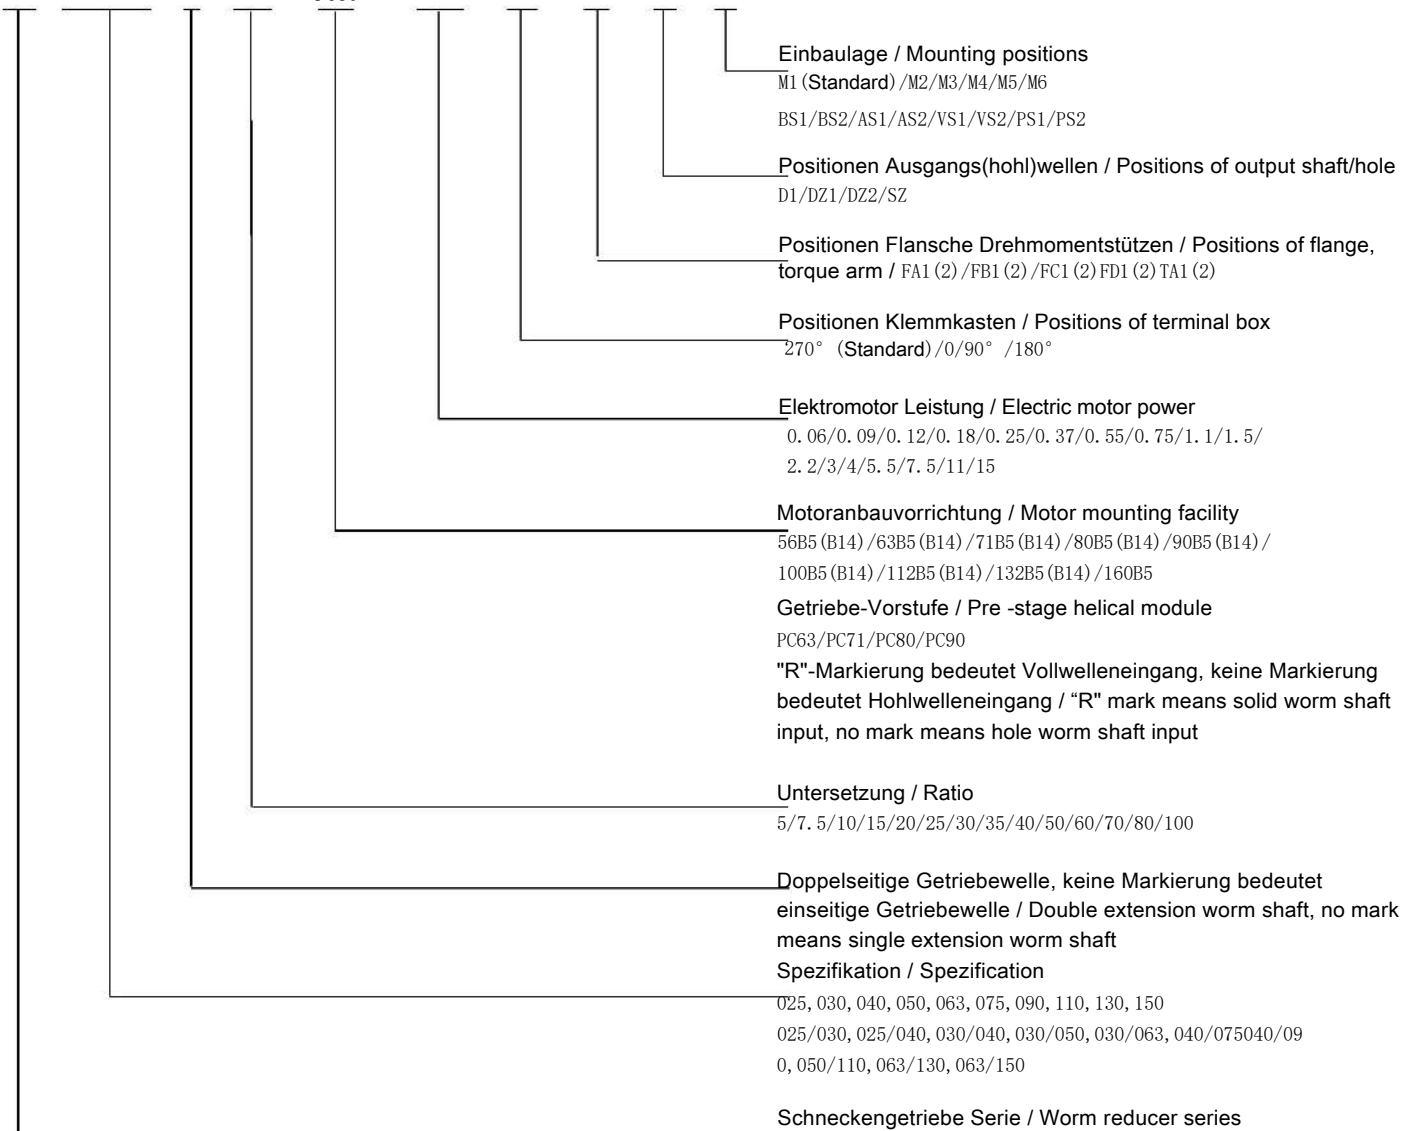 Einbaulage / Mounting positions
M1(Standard)/M2/M3/M4/M5/M6
BS1/BS2/AS1/AS2/VS1/VS2/PS1/PS2
Positionen Ausgangs(hohl)wellen / Positions of output shaft/hole
D1/DZ1/DZ2/SZ
Positionen Flansche Drehmomentstützen / Positions of flange,
torque arm / FA1(2)/FB1(2)/FC1(2)FD1(2)TA1(2)
Positionen Klemmkasten / Positions of terminal box
270° (Standard)/0/90° /180°
Elektromotor Leistung / Electric motor power
0.06/0.09/0.12/0.18/0.25/0.37/0.55/0.75/1.1/1.5/
2.2/3/4/5.5/7.5/11/15
Motoranbauvorrichtung / Motor mounting facility
56B5(B14)/63B5(B14)/71B5(B14)/80B5(B14)/90B5(B14)/
100B5(B14)/112B5(B14)/132B5(B14)/160B5
Getriebe-Vorstufe / Pre -stage helical module
PC63/PC71/PC80/PC90
"R"-Markierung bedeutet Vollwelleneingang, keine Markierung
bedeutet Hohlwelleneingang / “R" mark means solid worm shaft
input, no mark means hole worm shaft input
Untersetzung / Ratio
5/7.5/10/15/20/25/30/35/40/50/60/70/80/100
Doppelseitige Getriebewelle, keine Markierung bedeutet
einseitige Getriebewelle / Double extension worm shaft, no mark
means single extension worm shaft
Spezifikation / Spezification
025,030,040,050,063,075,090,110,130,150
025/030,025/040,030/040,030/050,030/063,040/075040/09
0,050/110,063/130,063/150
Schneckengetriebe Serie / Worm reducer series